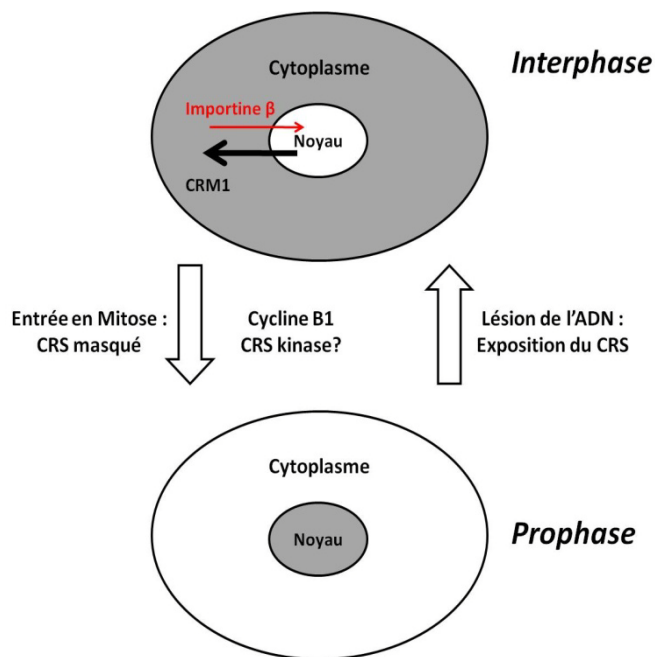 Interphase
Cytoplasme
Importine β
Noyau
CRM1
Entrée en Mitose :
CRS masqué
Cycline B1
CRS kinase?
Lésion de l'ADN :
Exposition du CRS
Cytoplasme
Noyau
Prophase